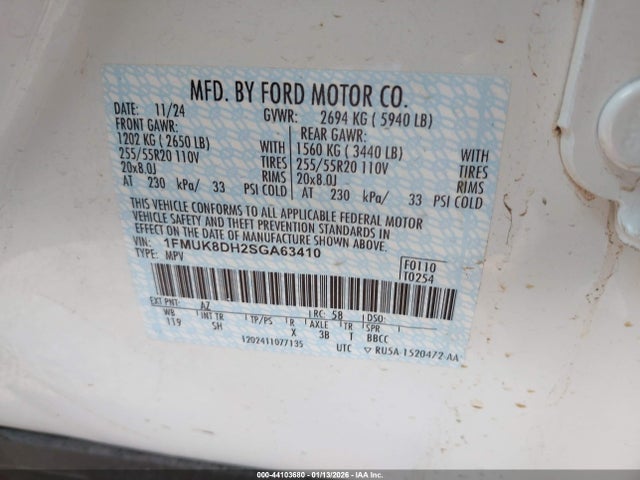 MFD. BY FORD MOTOR CO.
DATE: 11/24 GVWR: 2694 KG ( 5940 LB)
FRONT GAWR: REAR GAWR:
1202 KG ( 2650 LB) WITH 1560 KG ( 3440 LB) WITH
255/55R20 110V TIRES 255/55R20 110V TIRES
20x8.0J RIMS 20x8.0J RIMS
AT 230 kPa/ 33 PSI COLD AT 230 kPa/ 33 PSI COLD
THIS VEHICLE CONFORMS TO ALL APPLICABLE FEDERAL MOTOR
VEHICLE SAFETY AND THEFT PREVENTION STANDARDS IN
EFFECT ON THE DATE OF MANUFACTURE SHOWN ABOVE.
VIN: 1FMUK8DH2SGA63410
TYPE: MPV
F0110
T0254
EXT PNT: AZ RC: 58 DSO:
WB INT TR TP/PS R AXLE TR SPR
119 SH X 3B T BBCC
1202411077135 UTC ▽ RU5A 1520472 AA
000-44103680 - 01/13/2026 - IAA Inc.